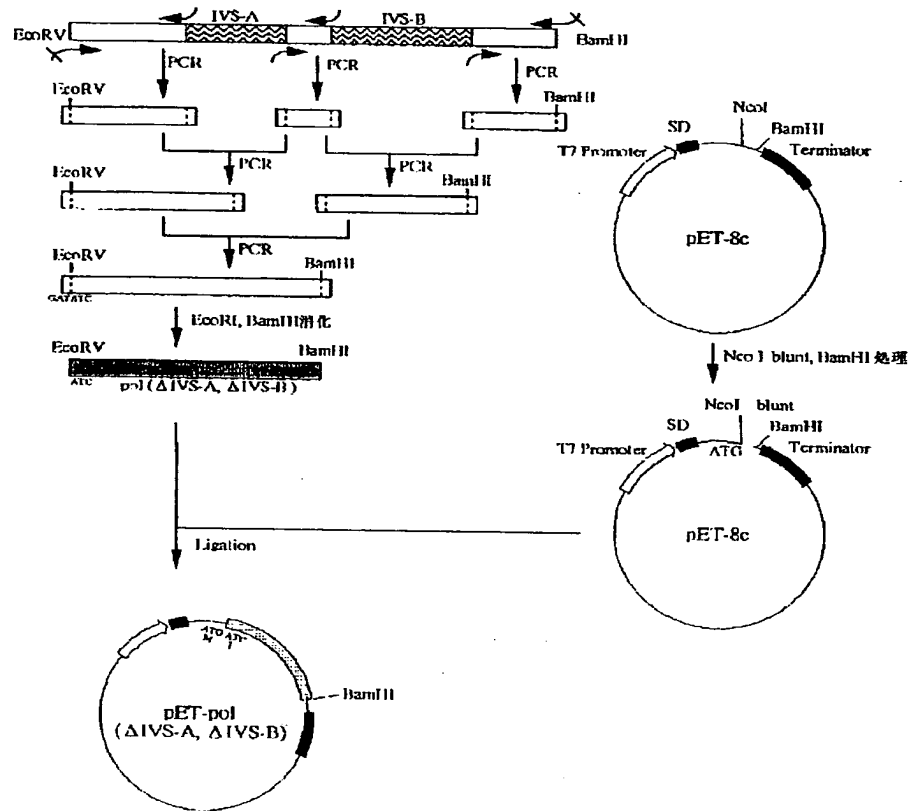 IVS-A
IVS-B
EcoRV
BamHI
PCR
PCR
PCR
EcoRV
BamHI
PCR
PCR
EcoRV
BamHI
PCR
EcoRV
BamHI
GATATC
EcoRI, BamHI消化
EcoRV
BamHI
ATC
pol (ΔIVS-A, ΔIVS-B)
Ligation
NcoI
SD
BamHI
T7 Promoter
Terminator
pET-8c
Nco I blunt, BamHI 処理
NcoI blunt
SD
BamHI
T7 Promoter
ATG
Terminator
pET-8c
BamHI
pET-pol
(ΔIVS-A, ΔIVS-B)